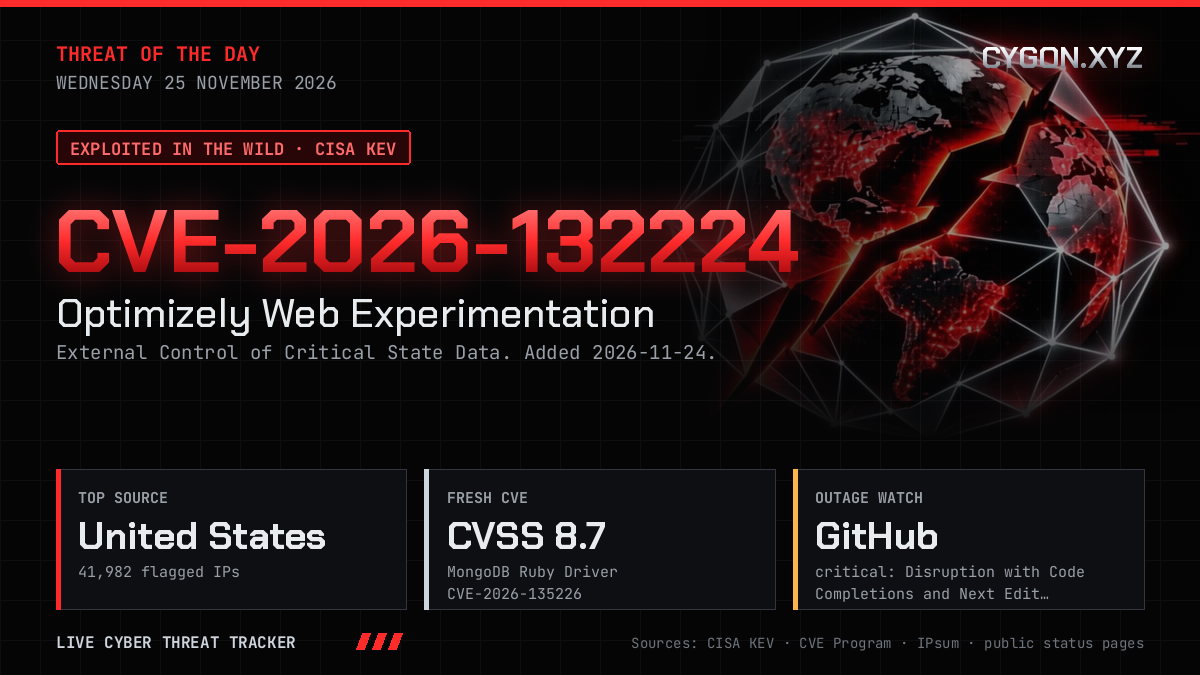 THREAT OF THE DAY
WEDNESDAY 25 NOVEMBER 2026
CYGON.XYZ
EXPLOITED IN THE WILD · CISA KEV
CVE-2026-132224
Optimizely Web Experimentation
External Control of Critical State Data. Added 2026-11-24.
TOP SOURCE
United States
41,982 flagged IPs
FRESH CVE
CVSS 8.7
MongoDB Ruby Driver
CVE-2026-135226
OUTAGE WATCH
GitHub
critical: Disruption with Code
Completions and Next Edit…
LIVE CYBER THREAT TRACKER
Sources: CISA KEV · CVE Program · IPsum · public status pages